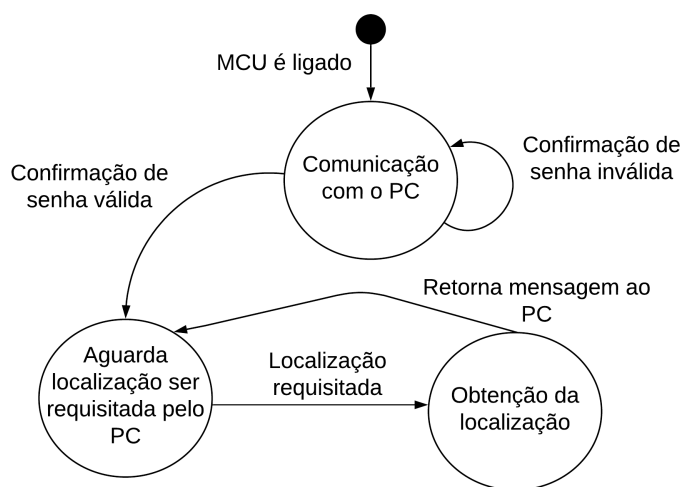 MCU é ligado
Comunicação
com o PC
Confirmação de
senha inválida
Confirmação de
senha válida
Retorna mensagem ao
PC
Aguarda
localização ser
requisitada pelo
PC
Localização
requisitada
Obtenção da
localização